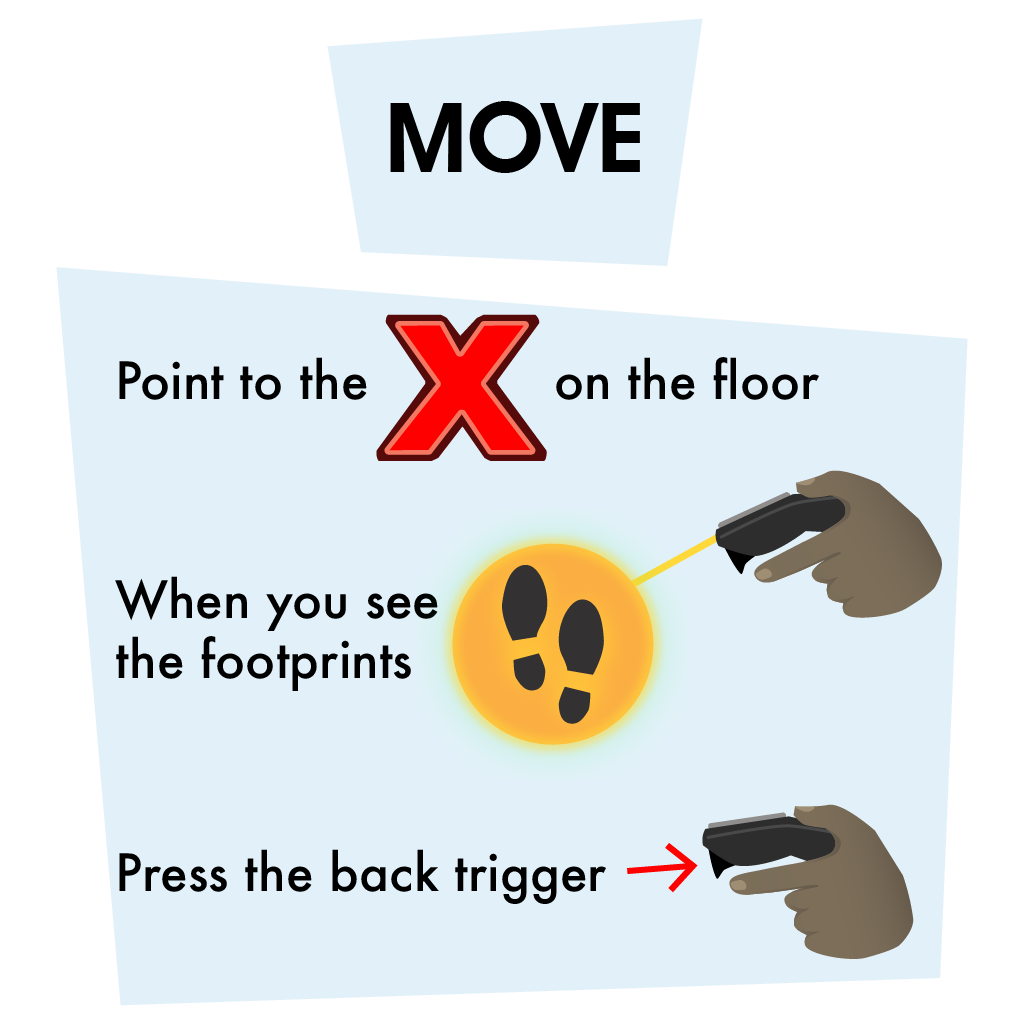 MOVE
Point to the X on the floor
When you see
the footprints
Press the back trigger